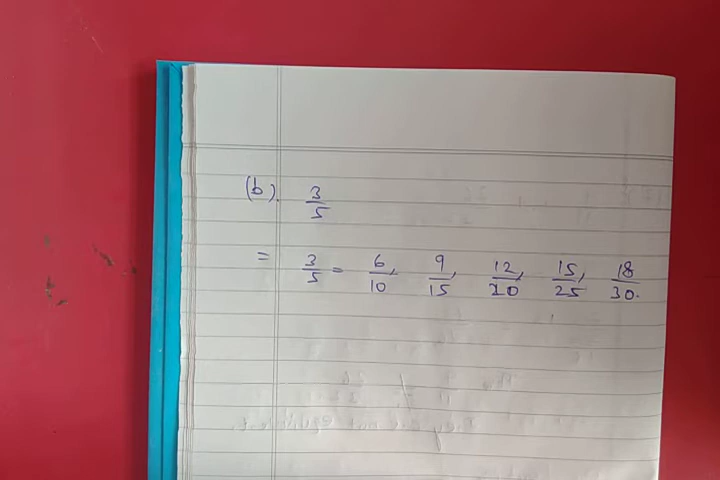 (b). 3/5
= 3/5 = 6/10, 9/15, 12/20, 15/25, 18/30.